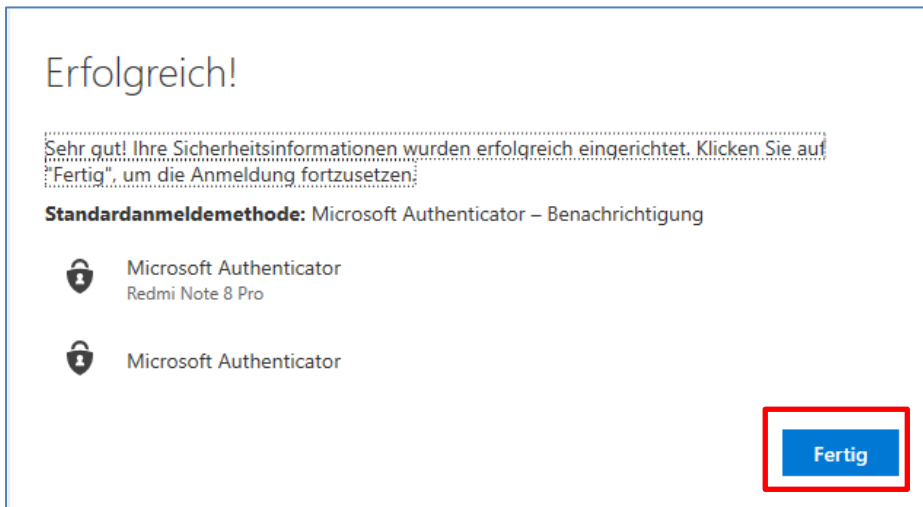 Erfolgreich!
Sehr gut! Ihre Sicherheitsinformationen wurden erfolgreich eingerichtet. Klicken Sie auf
"Fertig", um die Anmeldung fortzusetzen.
Standardanmeldemethode: Microsoft Authenticator – Benachrichtigung
Microsoft Authenticator
Redmi Note 8 Pro
Microsoft Authenticator
Fertig